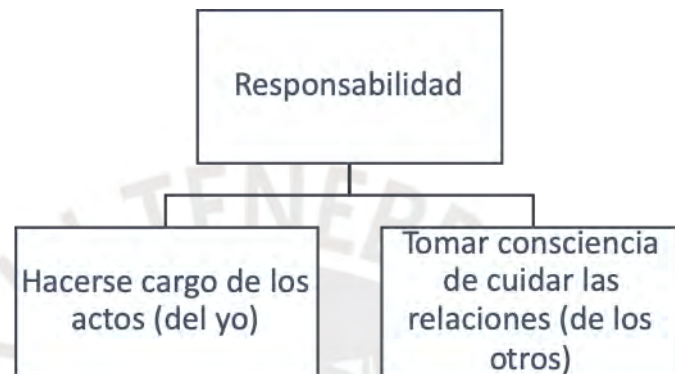 Responsabilidad
Hacerse cargo de los
actos (del yo)
Tomar consciencia
de cuidar las
relaciones (de los
otros)